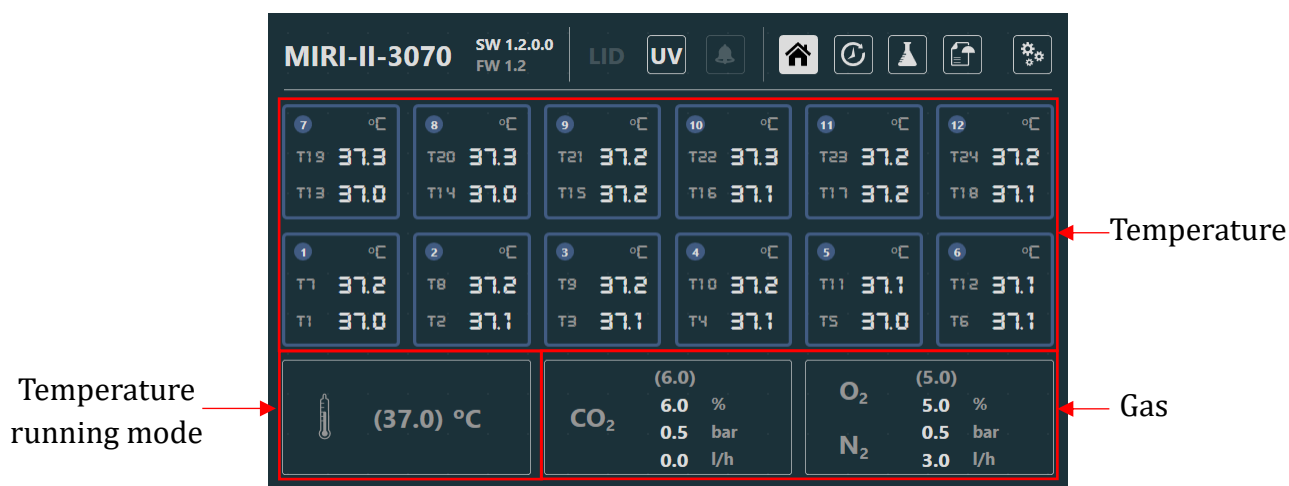 MIRI-II-3070 SW 1.2.0.0 LID UV
FW 1.2
7 °C 8 °C 9 °C 10 °C 11 °C 12 °C
T19 37.3 T20 37.3 T21 37.2 T22 37.3 T23 37.2 T24 37.2
T13 37.0 T14 37.0 T15 37.2 T16 37.1 T17 37.2 T18 37.1
Temperature
1 °C 2 °C 3 °C 4 °C 5 °C 6 °C
T7 37.2 T8 37.2 T9 37.2 T10 37.2 T11 37.1 T12 37.1
T1 37.0 T2 37.1 T3 37.1 T4 37.1 T5 37.0 T6 37.1
Temperature
running mode
(37.0) °C
CO₂
(6.0)
6.0 %
0.5 bar
0.0 l/h
O₂
N₂
(5.0)
5.0 %
0.5 bar
3.0 l/h
Gas